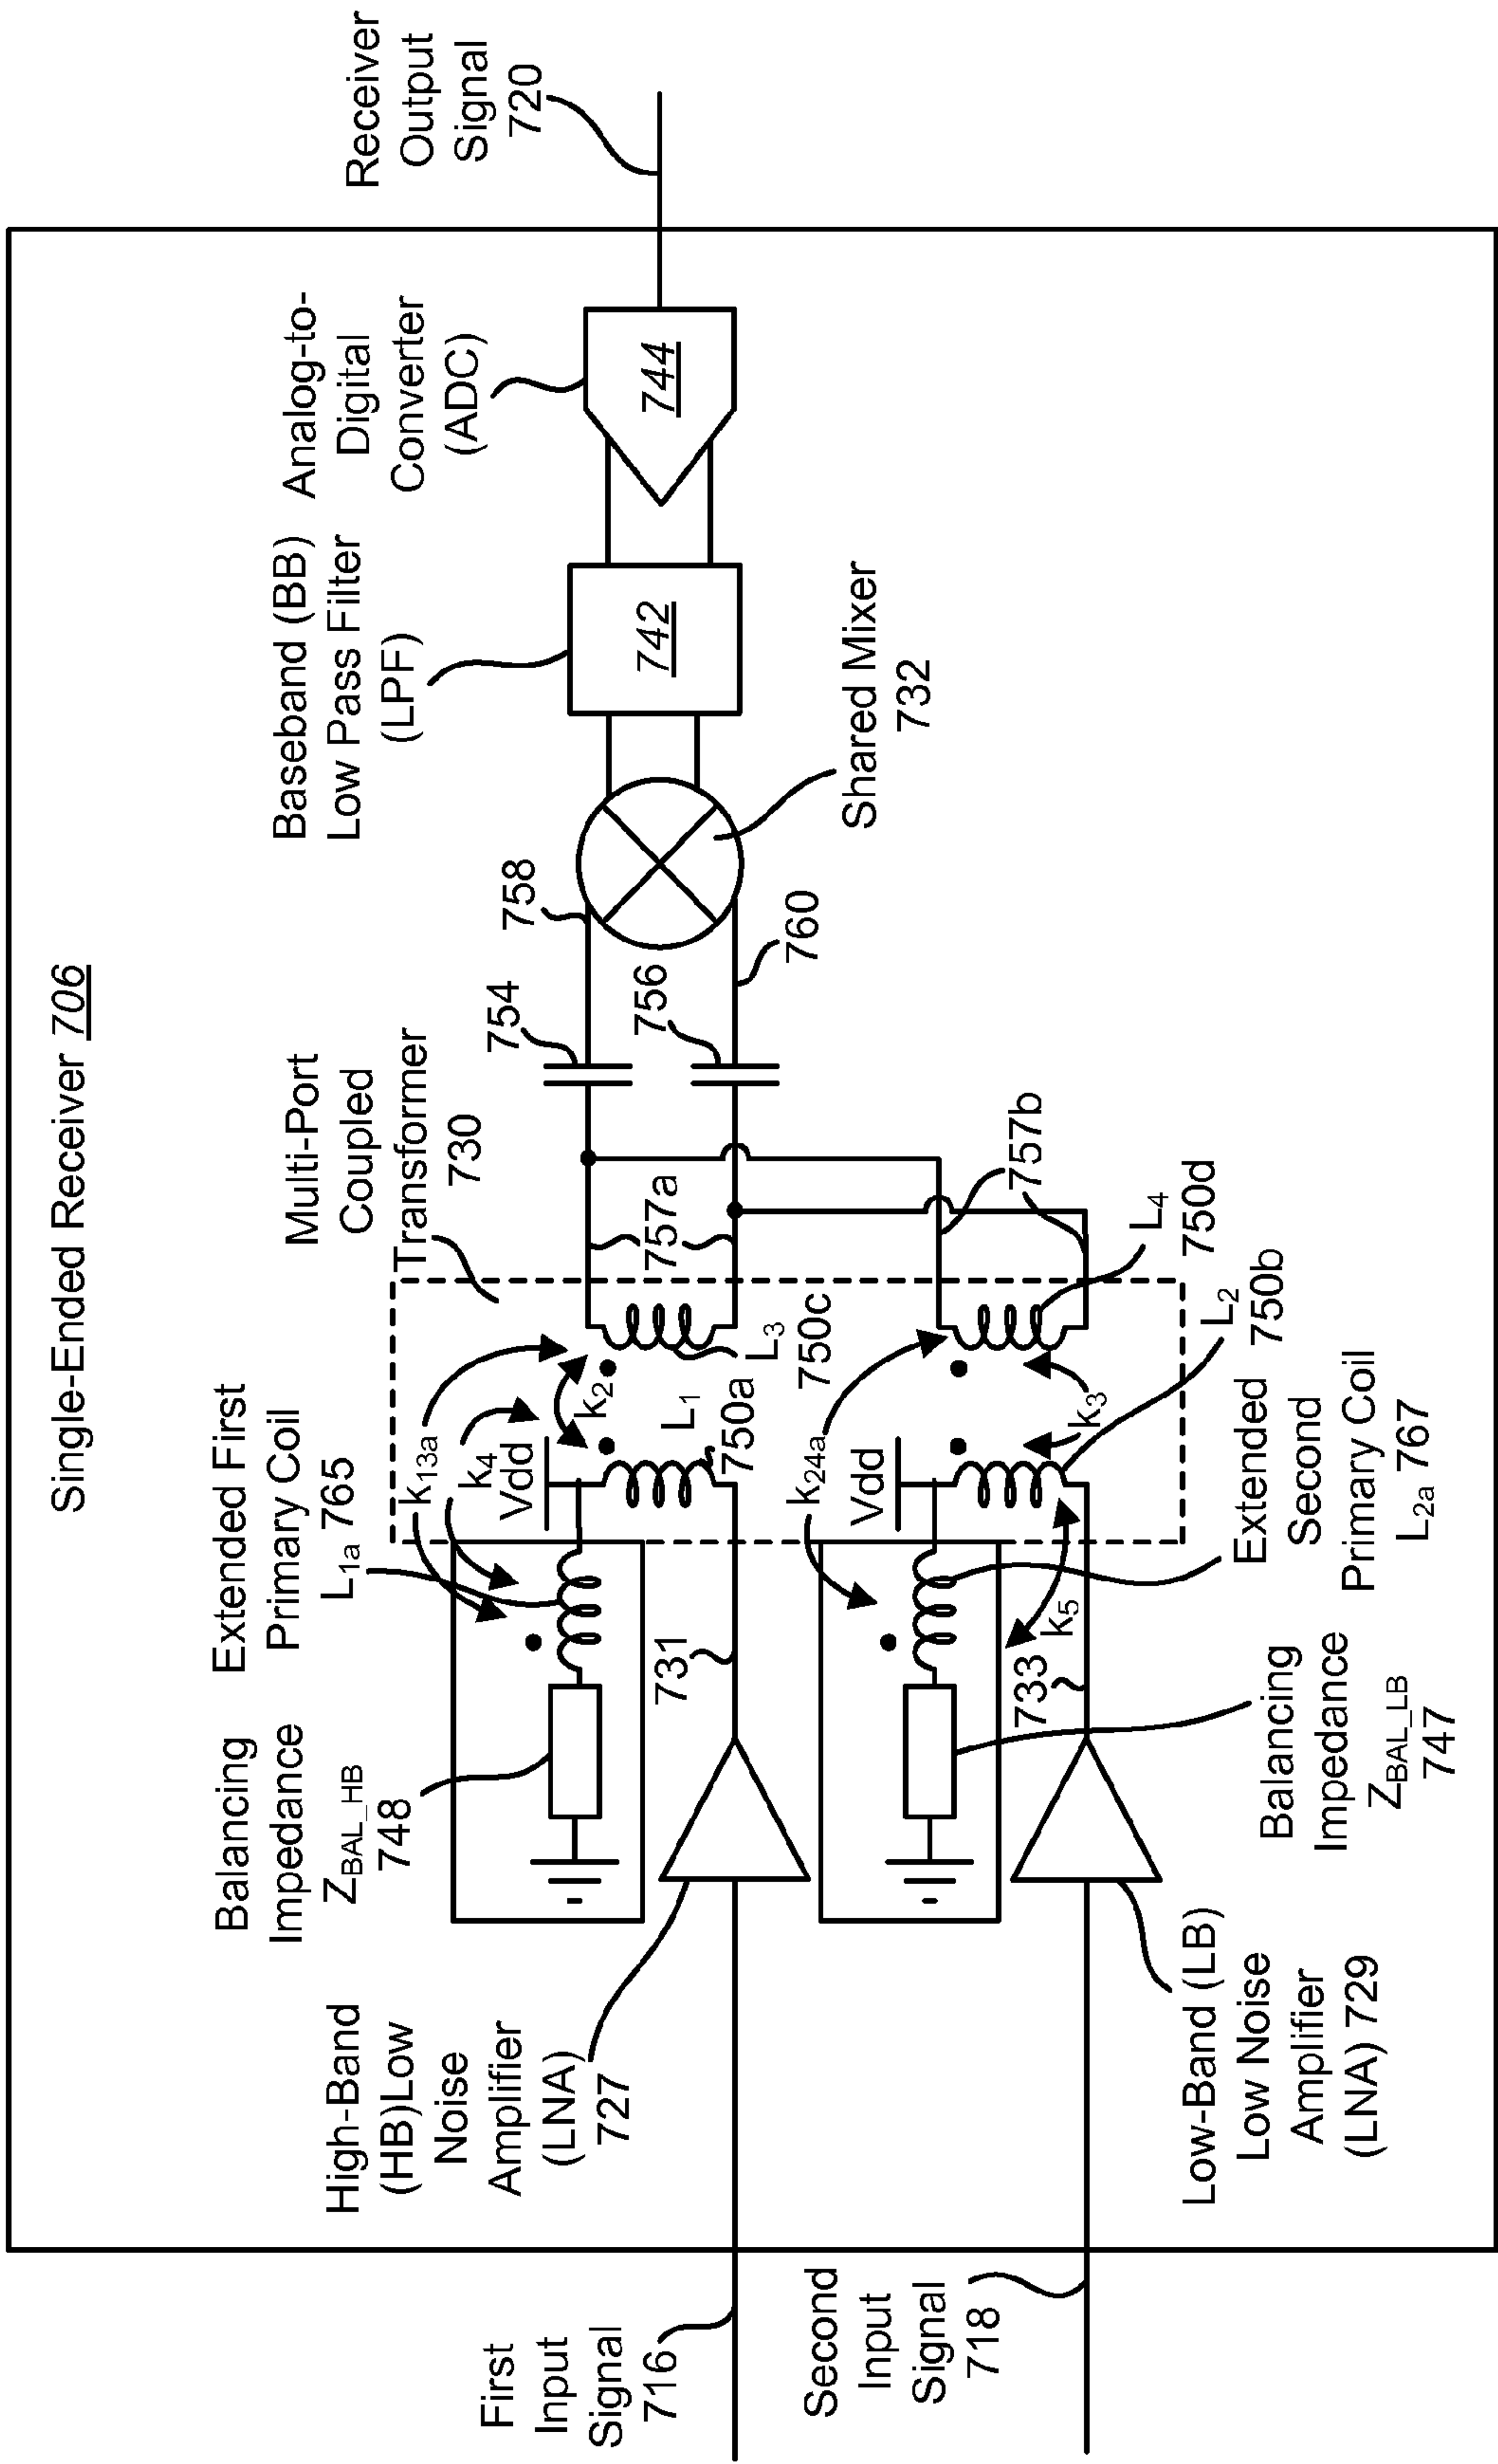 Single-Ended Receiver 706
First
Input
Signal
716
Second
Input
Signal
718
High-Band
(HB)Low
Noise
Amplifier
(LNA)
727
Low-Band (LB)
Low Noise
Amplifier
(LNA) 729
Balancing
Impedance
Z_BAL_HB
748
Extended First
Primary Coil
L1a 765
731
733
Balancing
Impedance
Z_BAL_LB
747
Extended
Second
Primary Coil
L2a 767
k13a
k4
Vdd
k2
L1
750a
L3
750c
k24a
Vdd
k3
k5
L2
750b
L4
750d
Multi-Port
Coupled
Transformer
730
757a
757b
754
756
758
760
Shared Mixer
732
Baseband (BB)
Low Pass Filter
(LPF)
742
Analog-to-
Digital
Converter
(ADC)
744
Receiver
Output
Signal
720